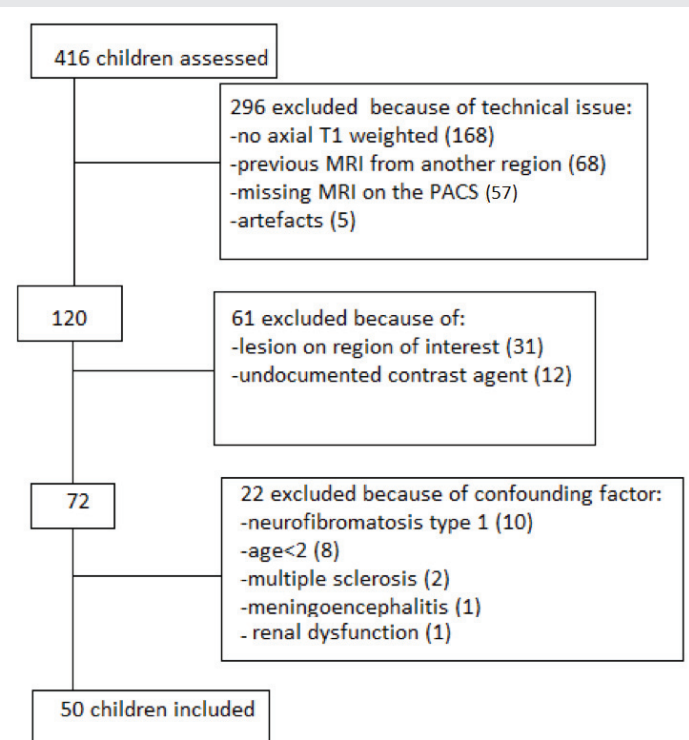 416 children assessed
296 excluded because of technical issue:
-no axial T1 weighted (168)
-previous MRI from another region (68)
-missing MRI on the PACS (57)
-artefacts (5)
120
61 excluded because of:
-lesion on region of interest (31)
-undocumented contrast agent (12)
72
22 excluded because of confounding factor:
-neurofibromatosis type 1 (10)
-age<2 (8)
-multiple sclerosis (2)
-meningoencephalitis (1)
- renal dysfunction (1)
50 children included